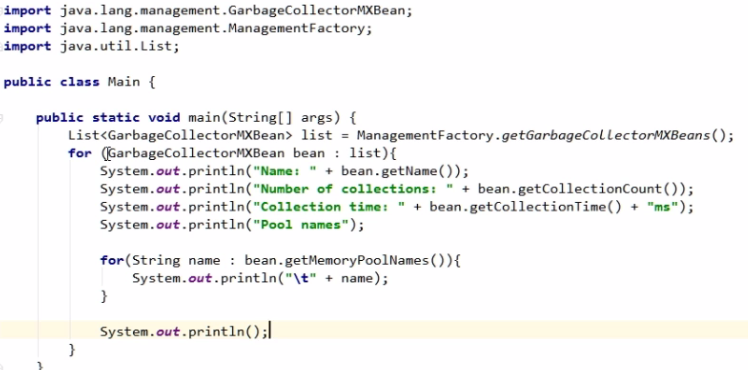 import java.lang.management.GarbageCollectorMXBean;
import java.lang.management.ManagementFactory;
import java.util.List;

public class Main {

    public static void main(String[] args) {
        List<GarbageCollectorMXBean> list = ManagementFactory.getGarbageCollectorMXBeans();
        for (GarbageCollectorMXBean bean : list){
            System.out.println("Name: " + bean.getName());
            System.out.println("Number of collections: " + bean.getCollectionCount());
            System.out.println("Collection time: " + bean.getCollectionTime() + "ms");
            System.out.println("Pool names");

            for(String name : bean.getMemoryPoolNames()){
                System.out.println("\t" + name);
            }

            System.out.println();
        }
    }